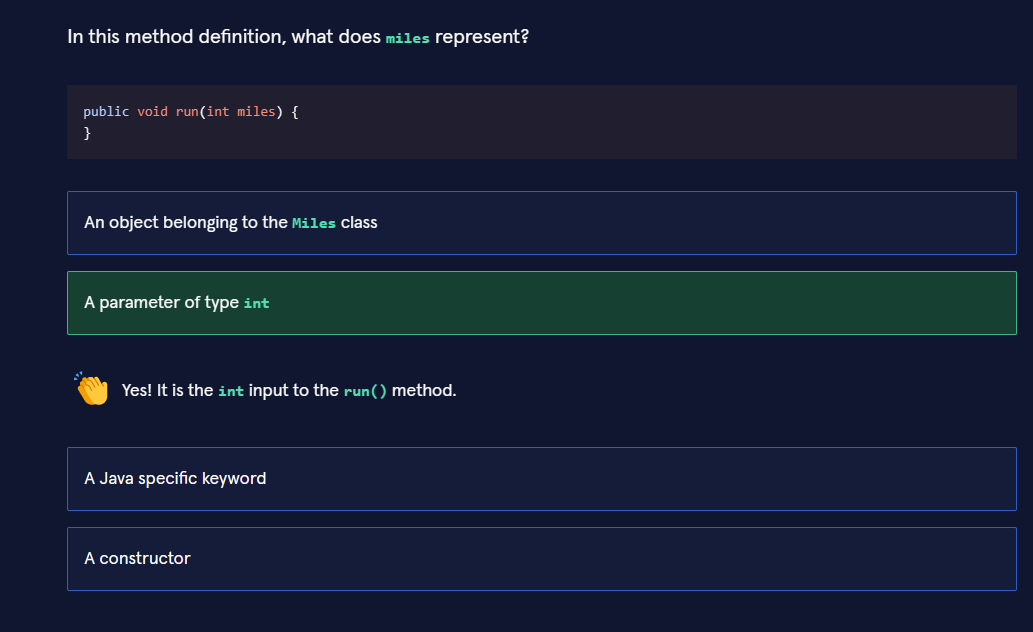 In this method definition, what does miles represent?
public void run(int miles) {
}
An object belonging to the Miles class
A parameter of type int
Yes! It is the int input to the run() method.
A Java specific keyword
A constructor